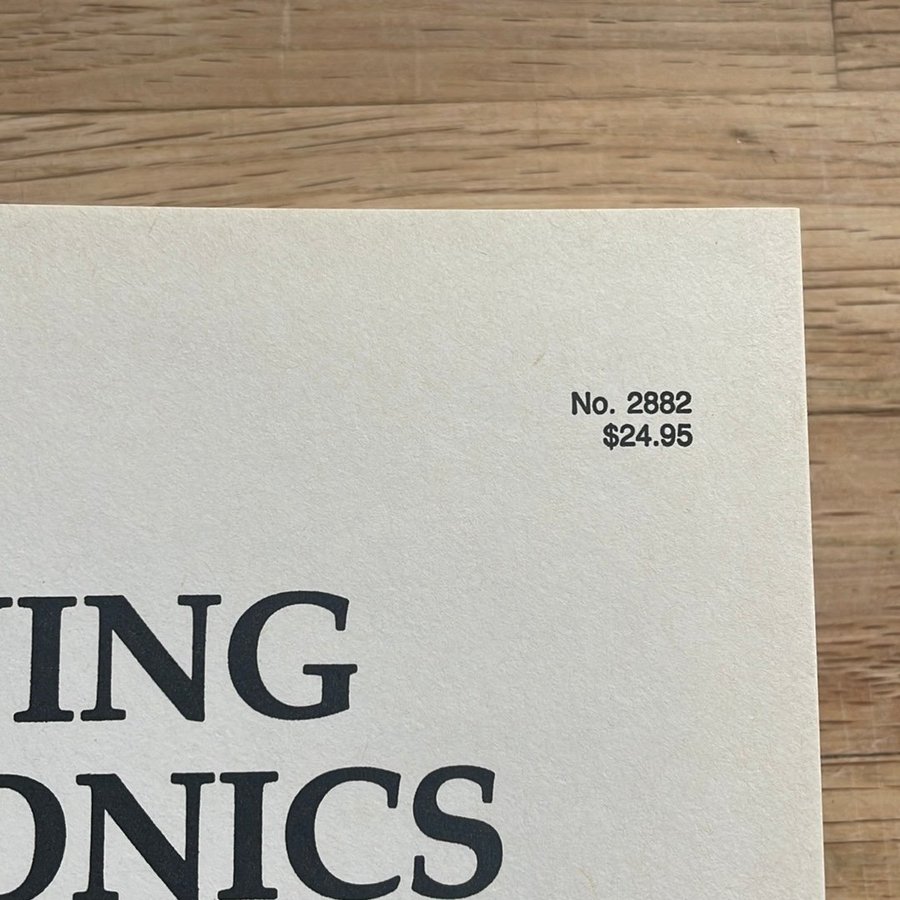 No. 2882
$24.95
ING
ONICS